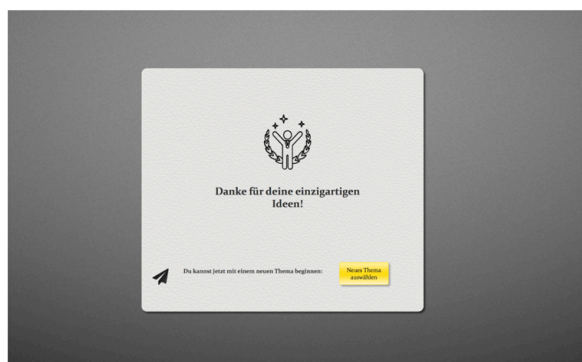 Danke für deine einzigartigen
Ideen!
Du kannst jetzt mit einem neuen Thema beginnen:
Neues Thema
auswählen